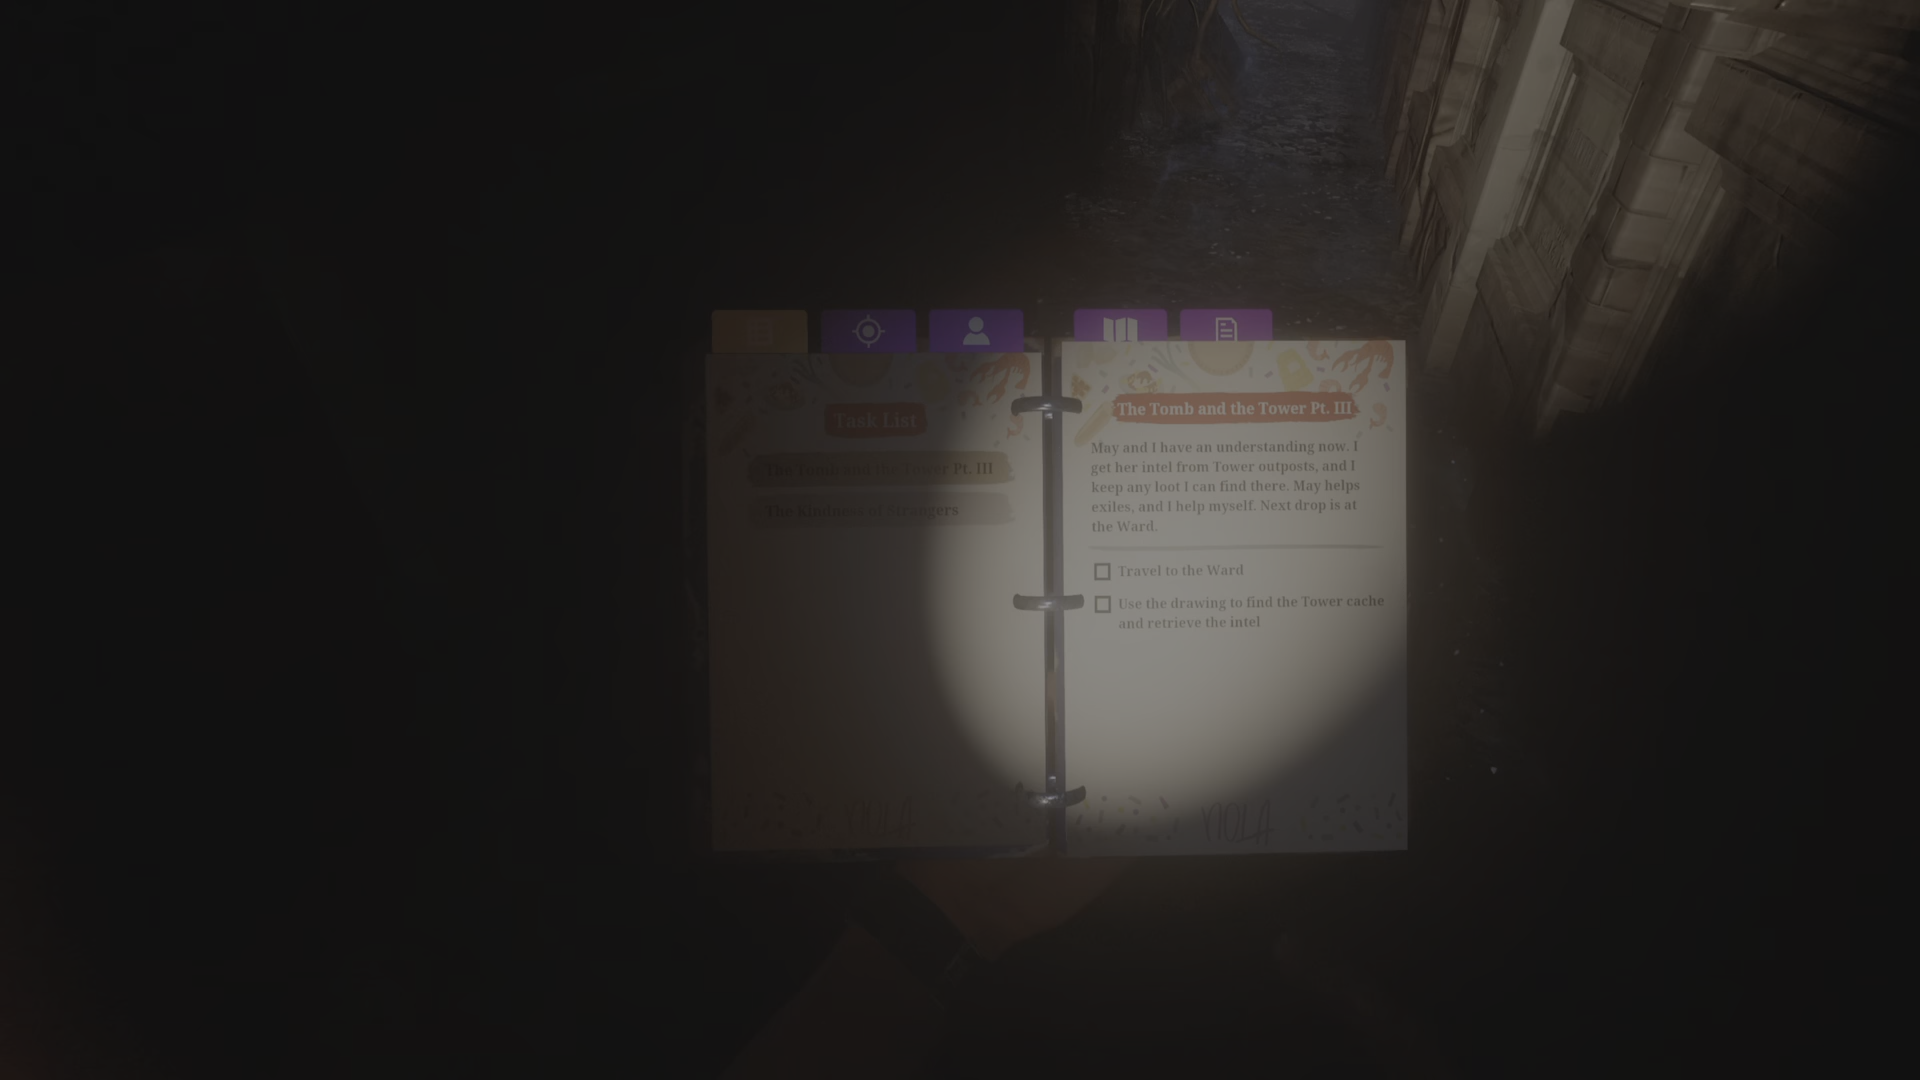 Task List
The Tomb and the Tower Pt. III
The Kindness of Strangers
NOLA
The Tomb and the Tower Pt. III
May and I have an understanding now. I
get her intel from Tower outposts, and I
keep any loot I can find there. May helps
exiles, and I help myself. Next drop is at
the Ward.
Travel to the Ward
Use the drawing to find the Tower cache
and retrieve the intel
NOLA